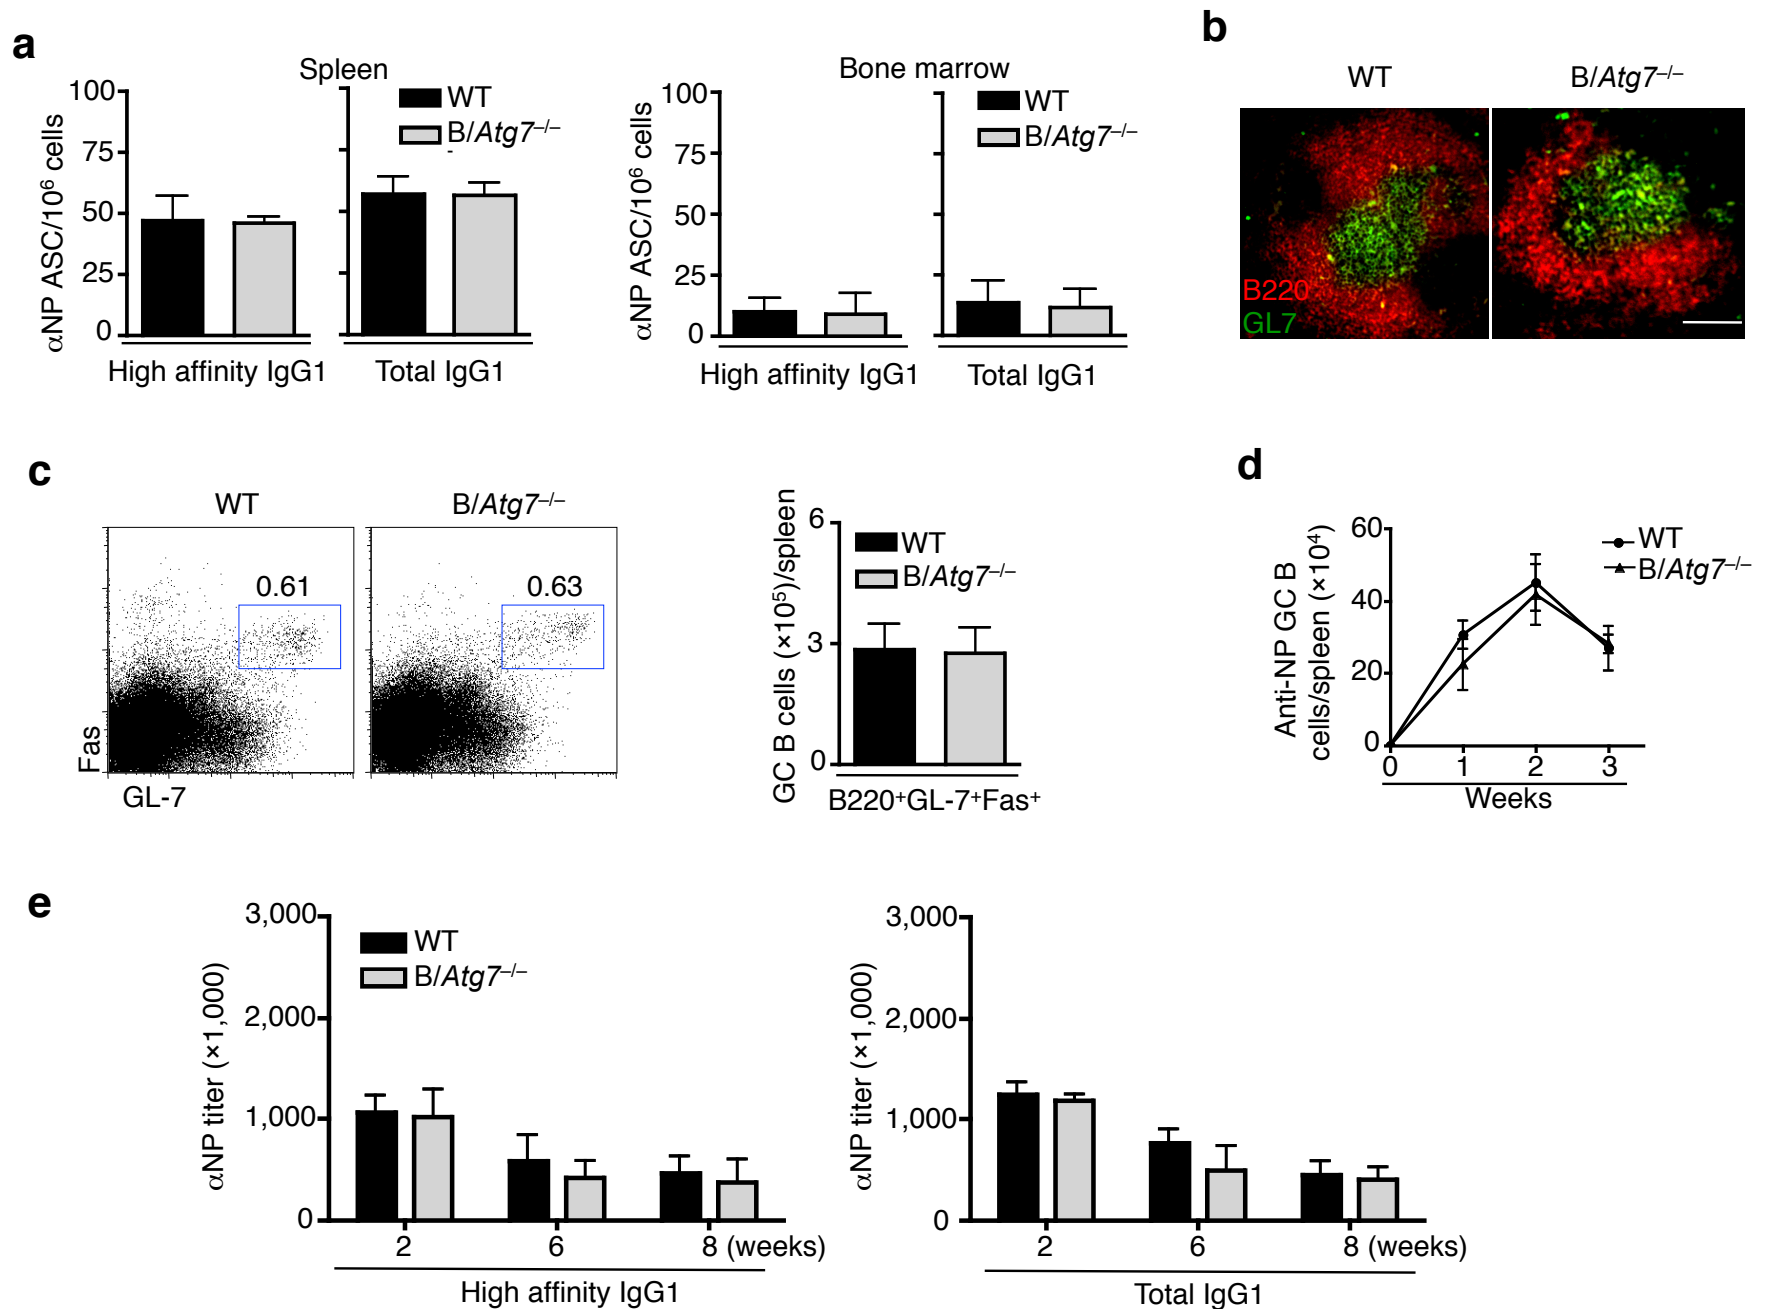 a
Spleen
αNP ASC/10⁶ cells
100
75
50
25
0
WT
B/Atg7–/–
-
High affinity IgG1
Total IgG1
Bone marrow
αNP ASC/10⁶ cells
100
75
50
25
0
WT
B/Atg7–/–
High affinity IgG1
Total IgG1
b
WT
B/Atg7–/–
B220
GL7
c
WT
B/Atg7–/–
0.61
0.63
Fas
GL-7
GC B cells (×10⁵)/spleen
6
3
0
WT
B/Atg7–/–
B220⁺GL-7⁺Fas⁺
d
Anti-NP GC B
cells/spleen (×10⁴)
60
40
20
0
WT
B/Atg7–/–
0 1 2 3
Weeks
e
αNP titer (×1,000)
3,000
2,000
1,000
0
WT
B/Atg7–/–
2 6 8 (weeks)
High affinity IgG1
αNP titer (×1,000)
3,000
2,000
1,000
0
2 6 8 (weeks)
Total IgG1